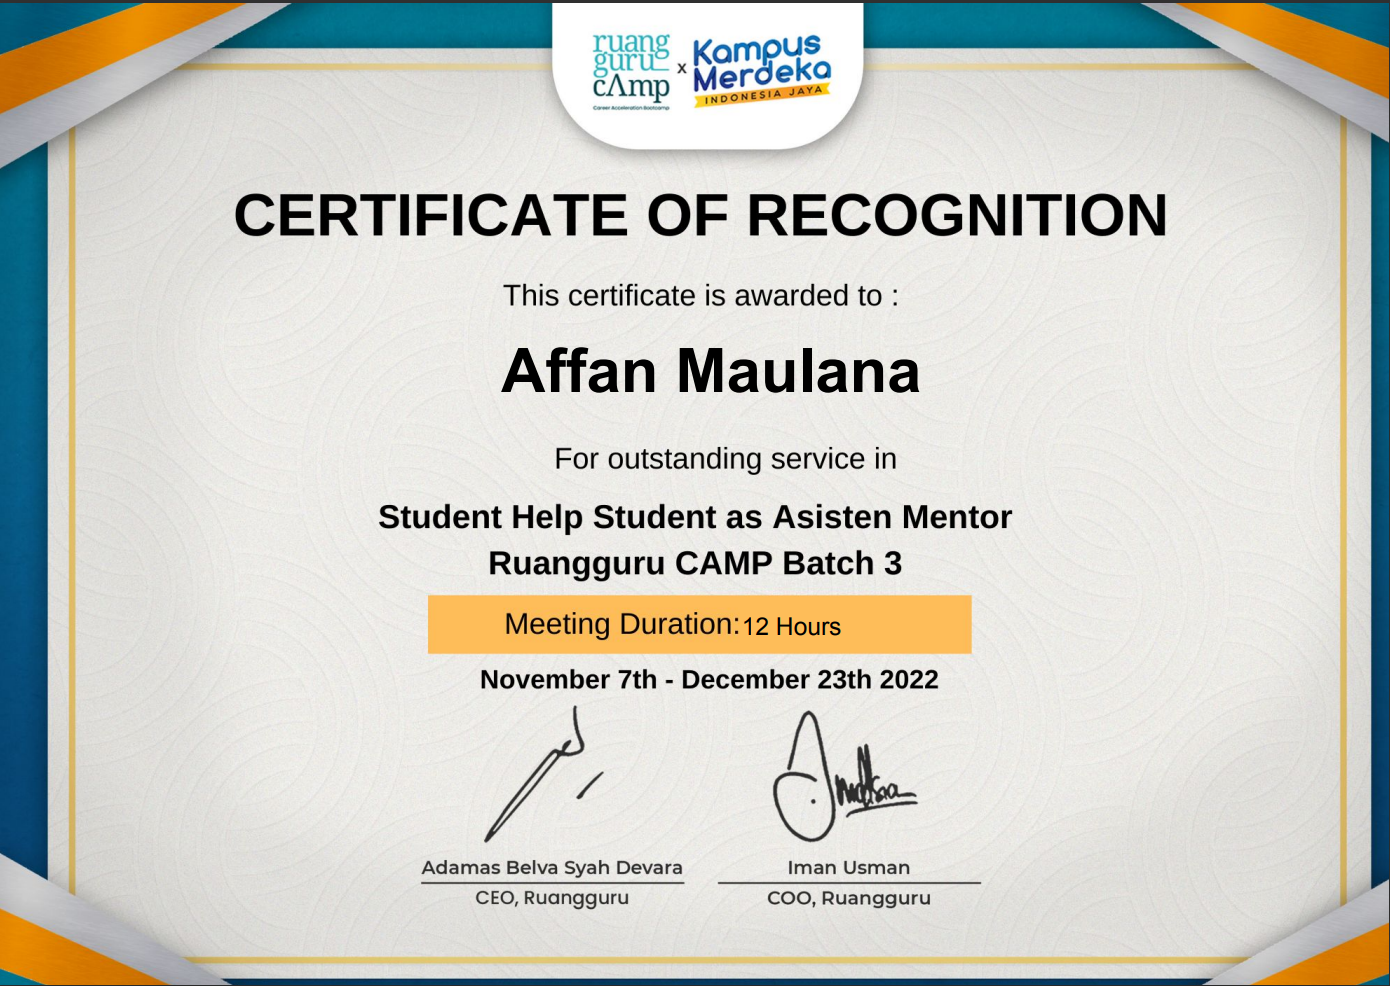 ruang
guru
cAmp
Career Acceleration Bootcamp
x
Kampus
Merdeka
INDONESIA JAYA
CERTIFICATE OF RECOGNITION
This certificate is awarded to :
Affan Maulana
For outstanding service in
Student Help Student as Asisten Mentor
Ruangguru CAMP Batch 3
Meeting Duration:12 Hours
November 7th - December 23th 2022
Adamas Belva Syah Devara
CEO, Ruangguru
Iman Usman
COO, Ruangguru